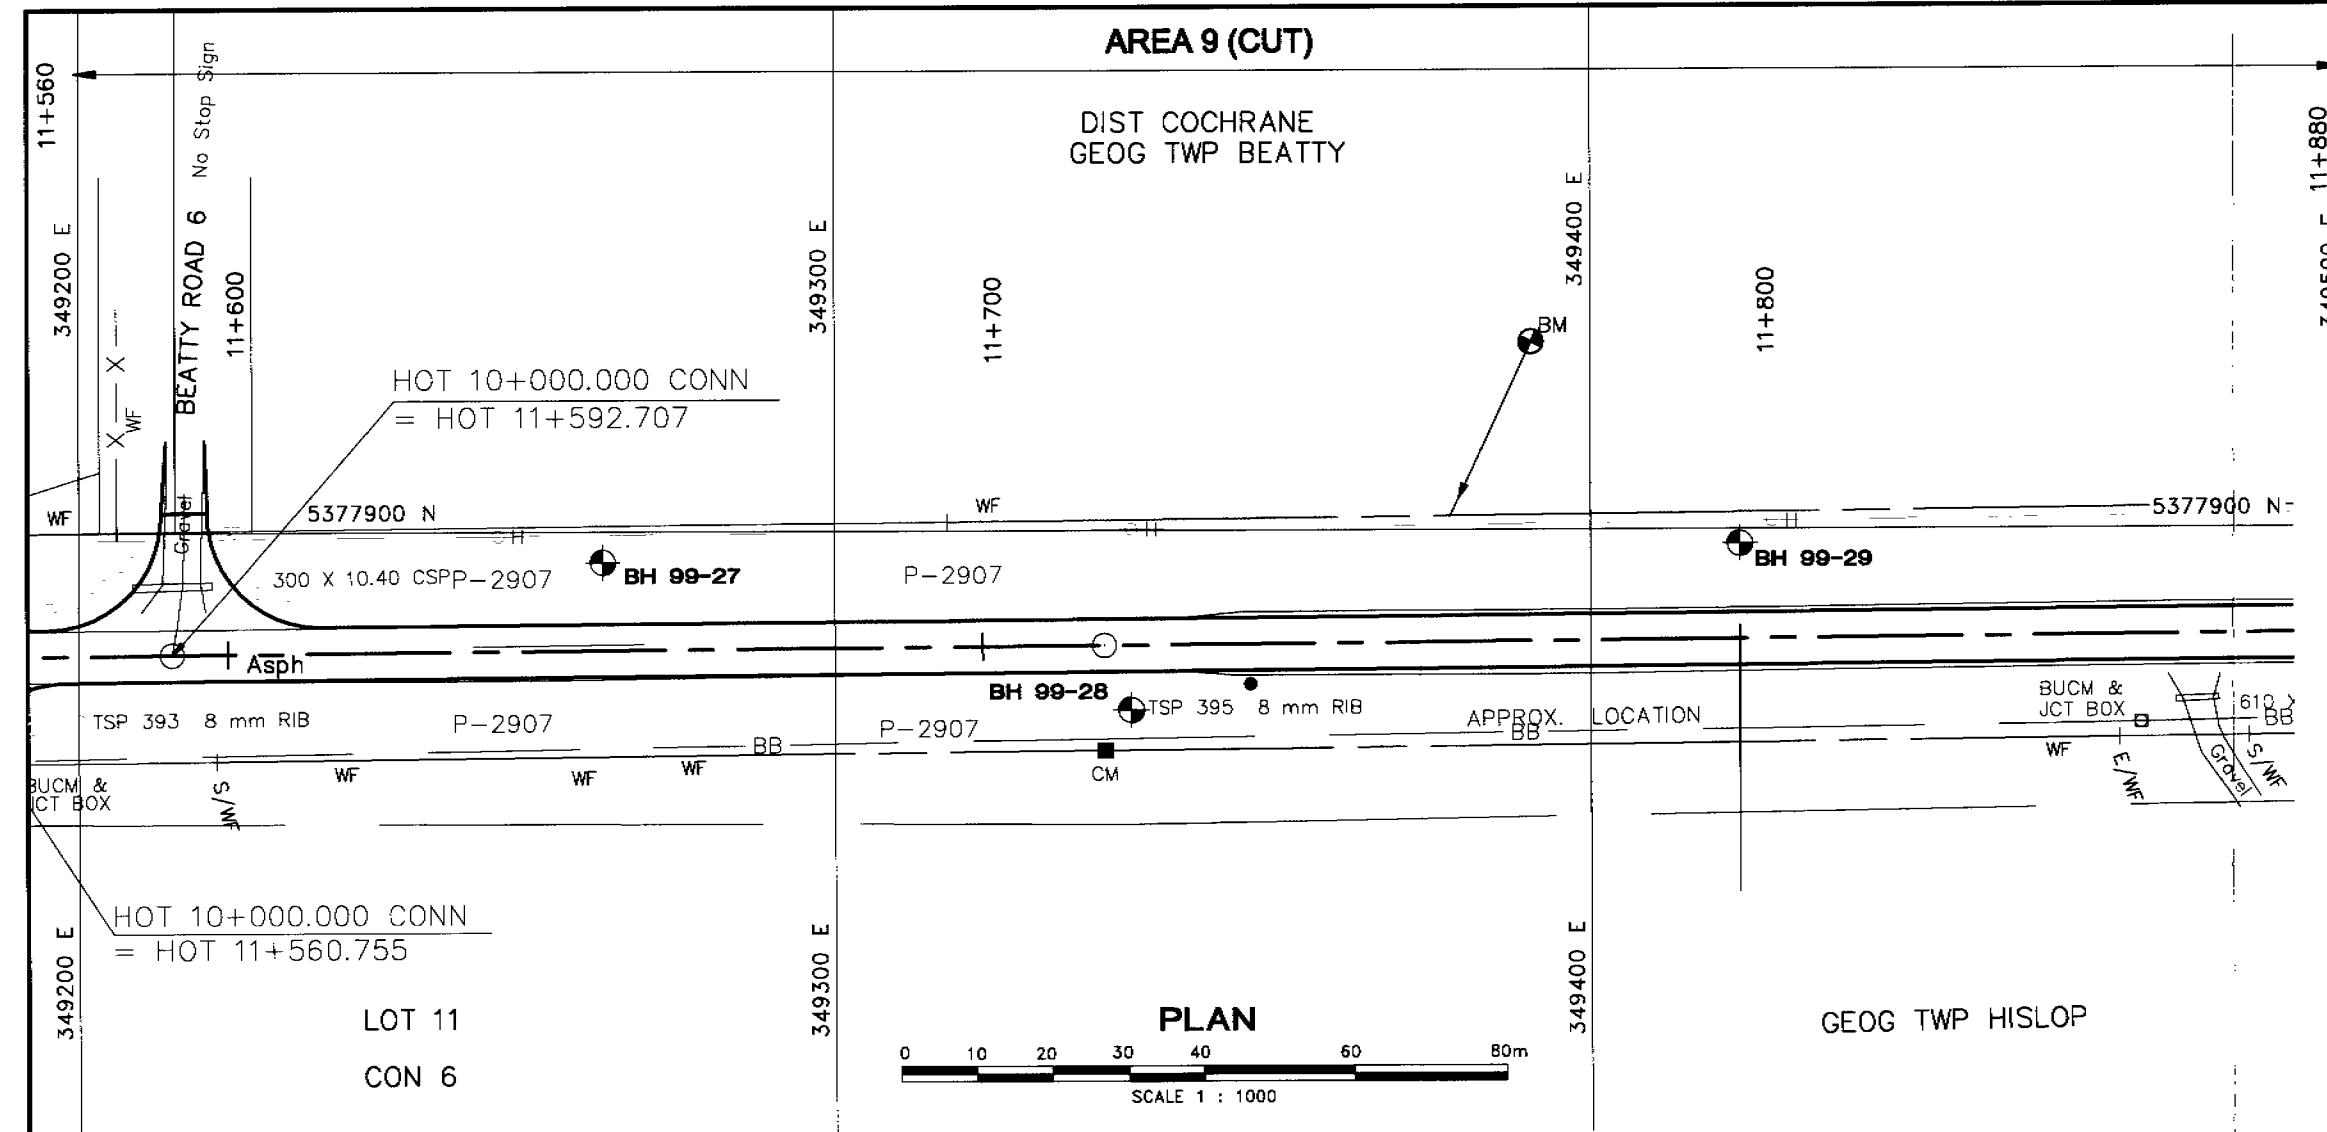 AREA 9 (CUT)
11+560
No Stop Sign
DIST COCHRANE
GEOG TWP BEATTY
11+880
349200 E
BEATTY ROAD 6
11+600
349300 E
11+700
349400 E
11+800
BM
X X
WF
HOT 10+000.000 CONN
= HOT 11+592.707
WF
Gravel
5377900 N
WF
5377900 N
300 X 10.40 CSP
P-2907
BH 99-27
P-2907
BH 99-29
Asph
TSP 393 8 mm RIB
P-2907
P-2907
BH 99-28
TSP 395 8 mm RIB
APPROX. LOCATION
BUCM &
JCT BOX
610 X
BB
BB
BB
BUCM &
JCT BOX
S/WF
WF
WF
WF
CM
WF
E/WF
Gravel
S/WF
HOT 10+000.000 CONN
= HOT 11+560.755
349200 E
349300 E
349400 E
LOT 11
CON 6
PLAN
GEOG TWP HISLOP
0 10 20 30 40 60 80m
SCALE 1 : 1000